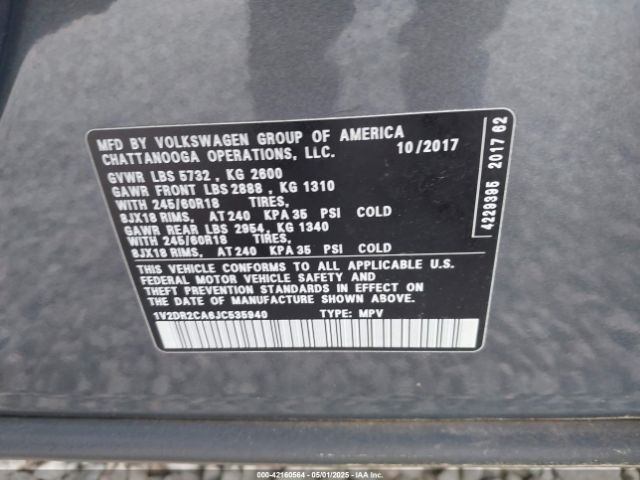 MFD BY VOLKSWAGEN GROUP OF AMERICA
CHATTANOOGA OPERATIONS, LLC. 10/2017
GVWR LBS 5732 , KG 2600
GAWR FRONT LBS 2888 , KG 1310
WITH 245/60R18 TIRES,
8JX18 RIMS, AT 240 KPA 35 PSI COLD
GAWR REAR LBS 2954, KG 1340
WITH 245/60R18 TIRES,
8JX18 RIMS, AT 240 KPA 35 PSI COLD
THIS VEHICLE CONFORMS TO ALL APPLICABLE U.S.
FEDERAL MOTOR VEHICLE SAFETY AND
THEFT PREVENTION STANDARDS IN EFFECT ON
THE DATE OF MANUFACTURE SHOWN ABOVE.
1V2DR2CA6JC535940 TYPE: MPV
4229395 2017 62
000-42160564 - 05/01/2025 - IAAI.COM